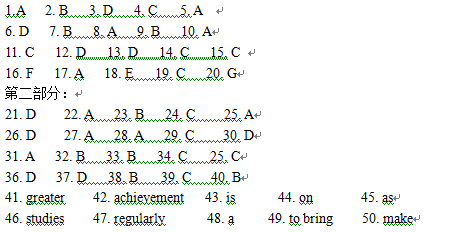 1.A 2. B 3. D 4. C 5. A
6. D 7. B 8. A 9. B 10. A
11. C 12. D 13. D 14. C 15. C
16. F 17. A 18. E 19. C 20. G
第二部分：
21. D 22. A 23. B 24. C 25. A
26. D 27. A 28. A 29. C 30. D
31. A 32. B 33. B 34. C 25. C
36. D 37. D 38. B 39. C 40. B
41. greater 42. achievement 43. is 44. on 45. as
46. studies 47. regularly 48. a 49. to bring 50. make